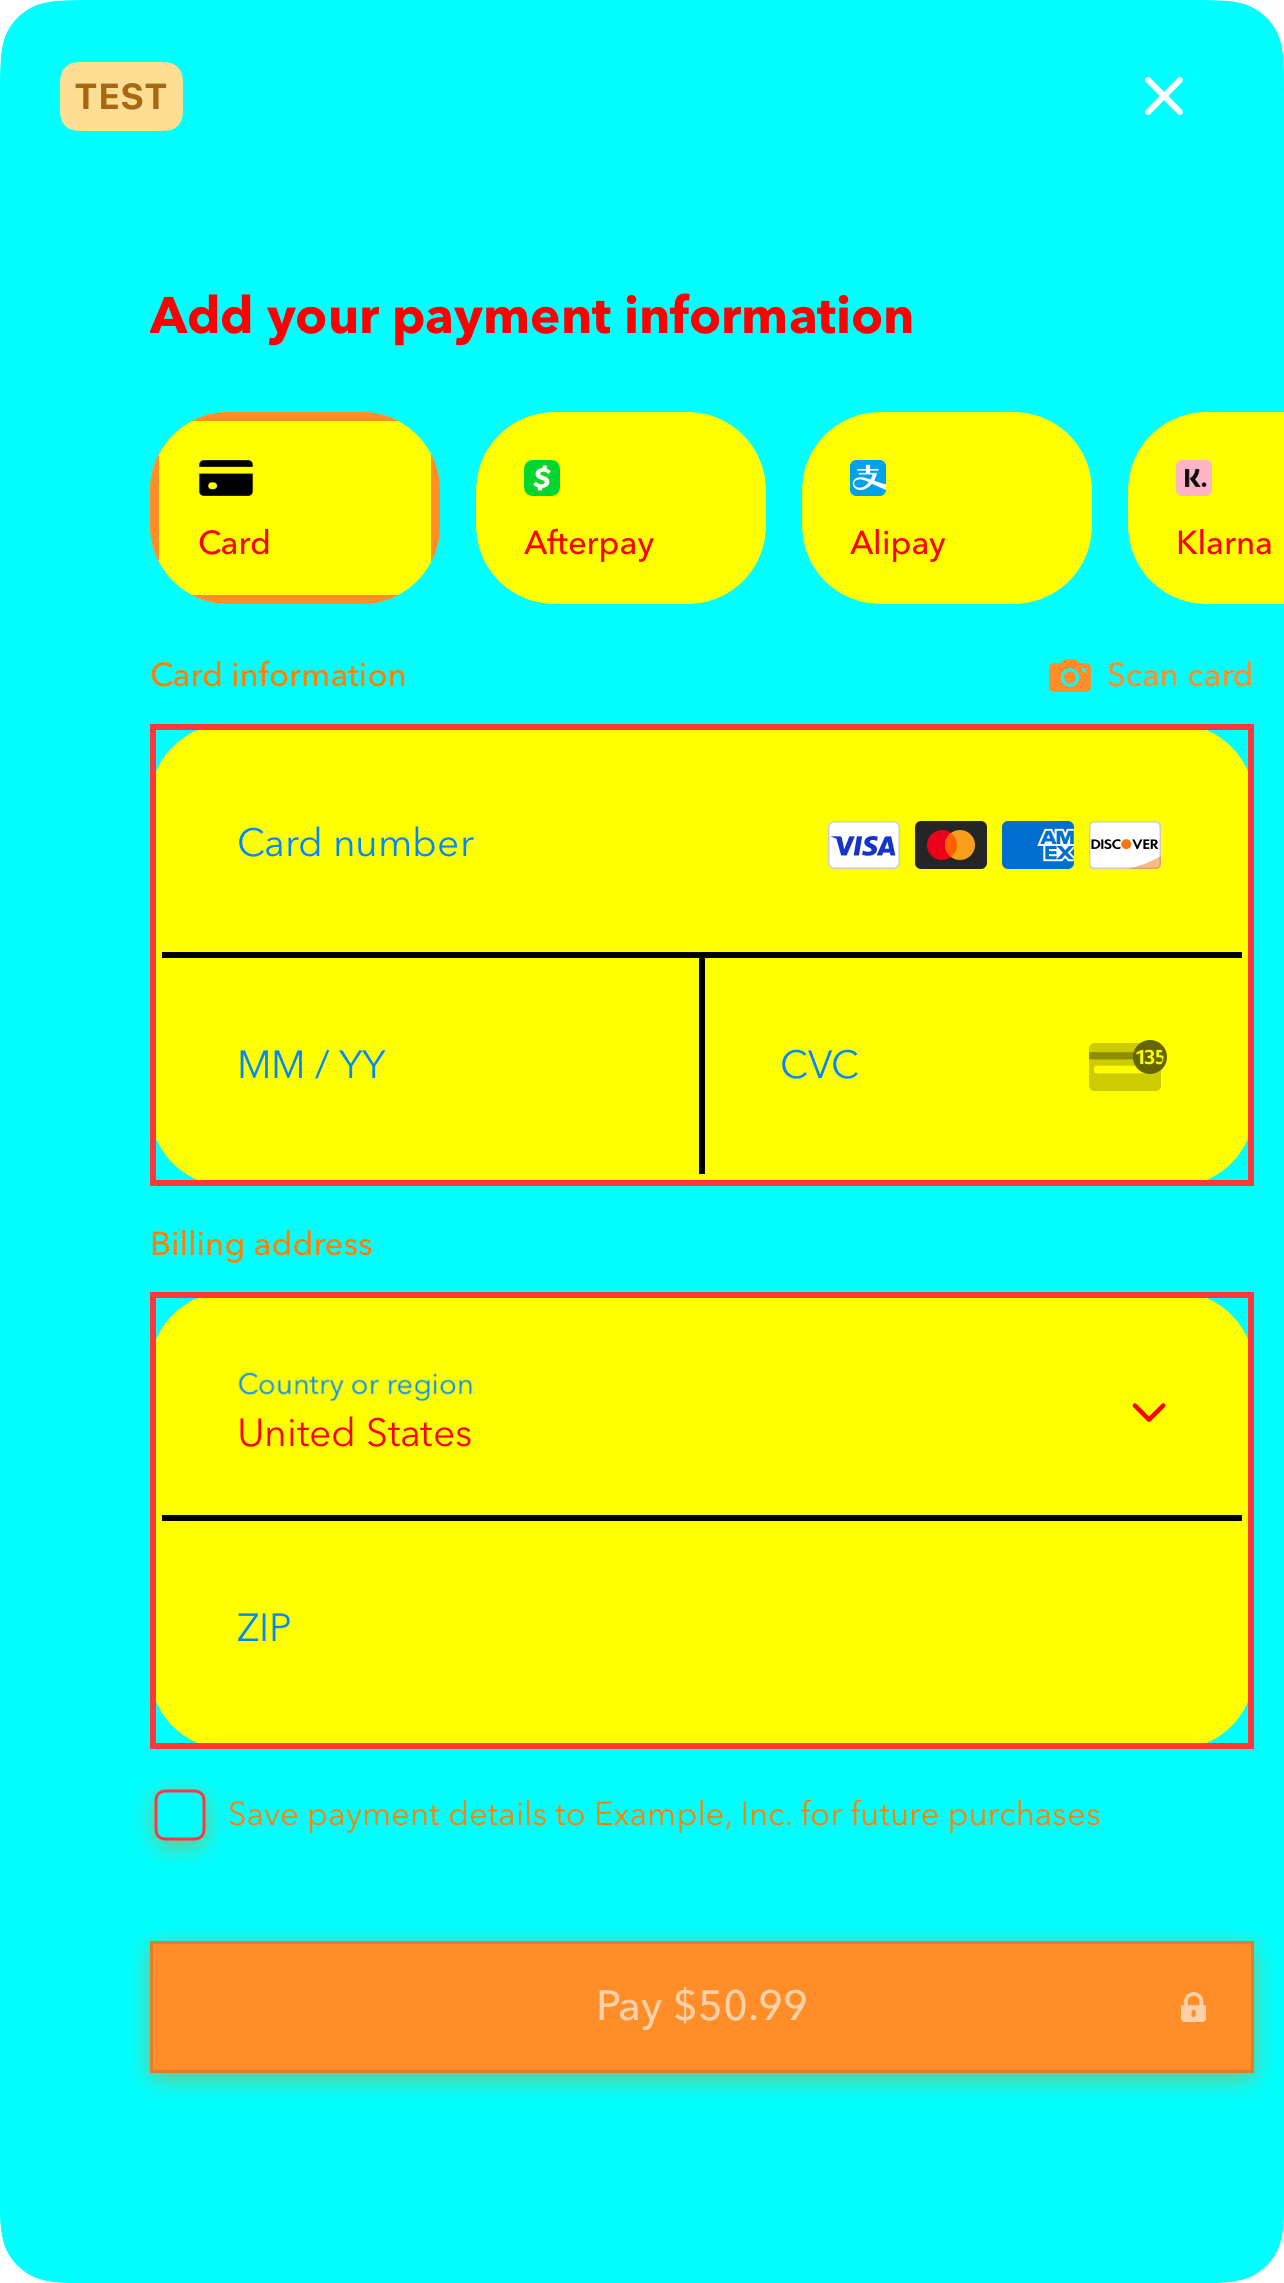 TEST
Add your payment information
Card
$
Afterpay
支
Alipay
K.
Klarna
Card information
Scan card
Card number
VISA
AM
EX
DISCOVER
MM / YY
CVC
135
Billing address
Country or region
United States
ZIP
Save payment details to Example, Inc. for future purchases
Pay $50.99